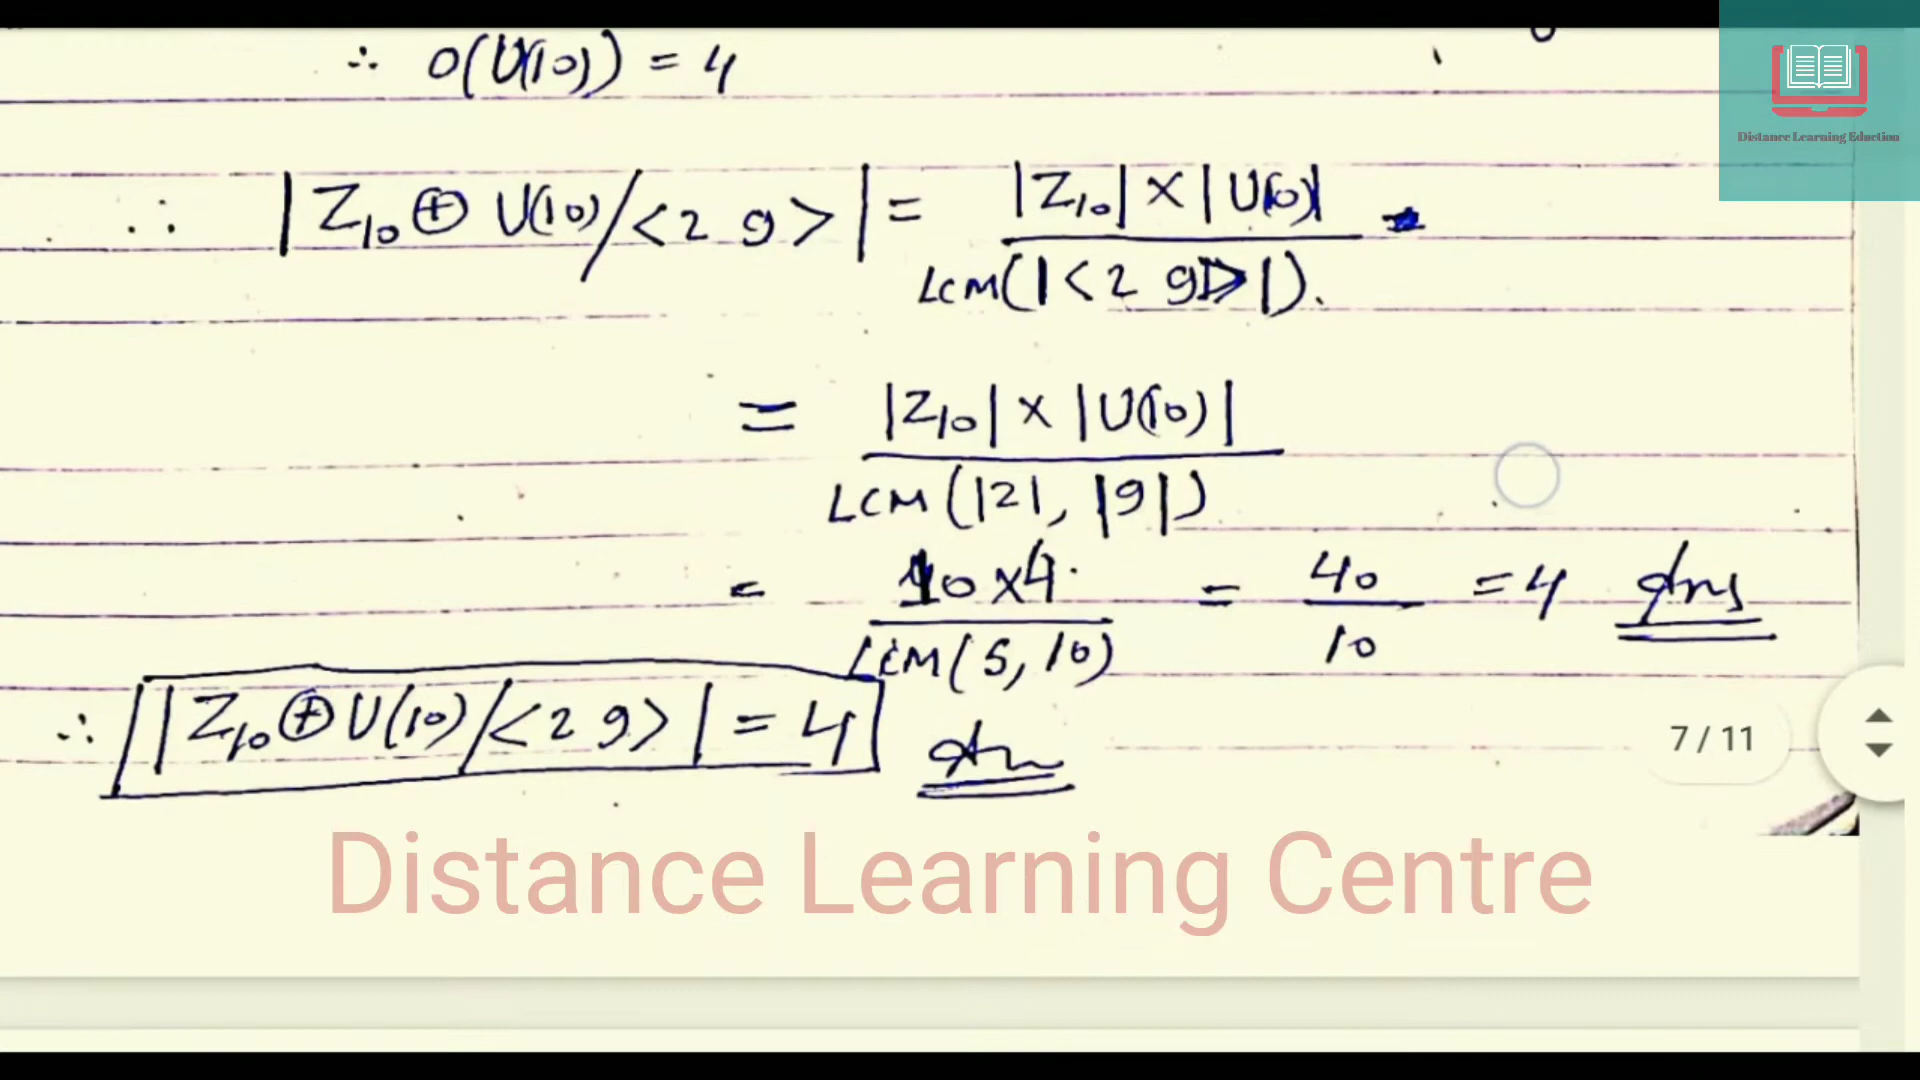 ∴ O(U(10)) = 4
Distance Learning Eduction
∴ |Z₁₀ ⊕ U(10)/<2 9>| = |Z₁₀| × |U(10)|
LCM(|<2 9>|).
= |Z₁₀| × |U(10)|
LCM(|2|, |9|)
= 10 × 4 = 40 = 4 Ans
LCM(5, 10) 10
∴ |Z₁₀ ⊕ U(10)/<2 9>| = 4 Ans
7 / 11
Distance Learning Centre